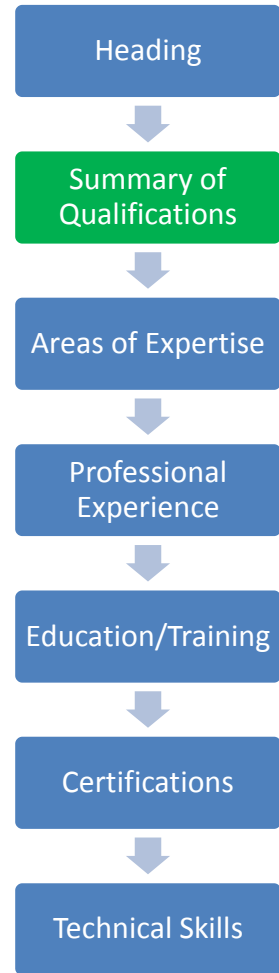 Heading
Summary of
Qualifications
Areas of Expertise
Professional
Experience
Education/Training
Certifications
Technical Skills